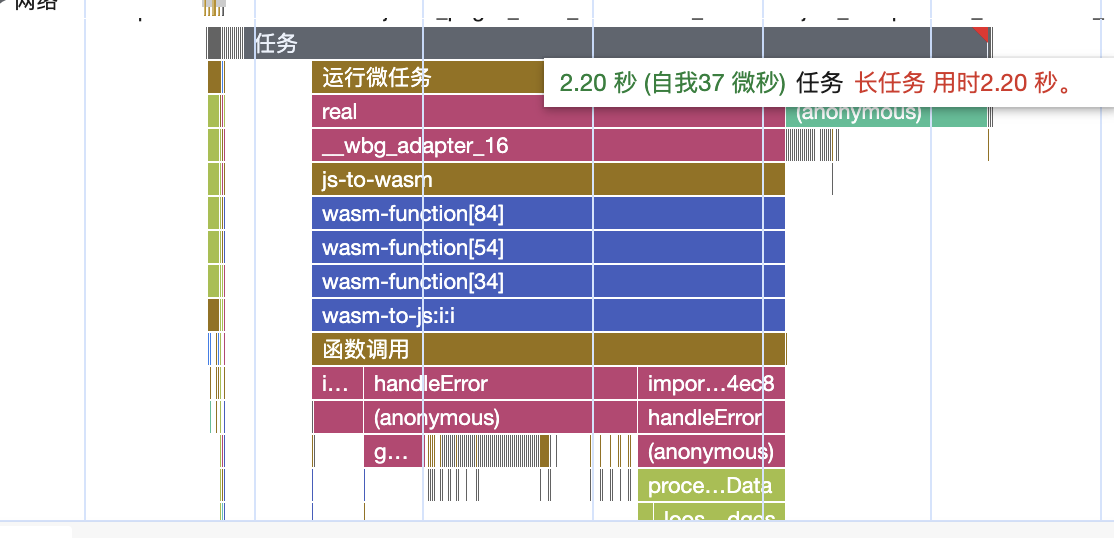 网络
任务
运行微任务
2.20 秒 (自我37 微秒) 任务 长任务 用时2.20 秒。
real
(anonymous)
__wbg_adapter_16
js-to-wasm
wasm-function[84]
wasm-function[54]
wasm-function[34]
wasm-to-js:i:i
函数调用
i… handleError impor…4ec8
(anonymous) handleError
g… (anonymous)
proce…Data